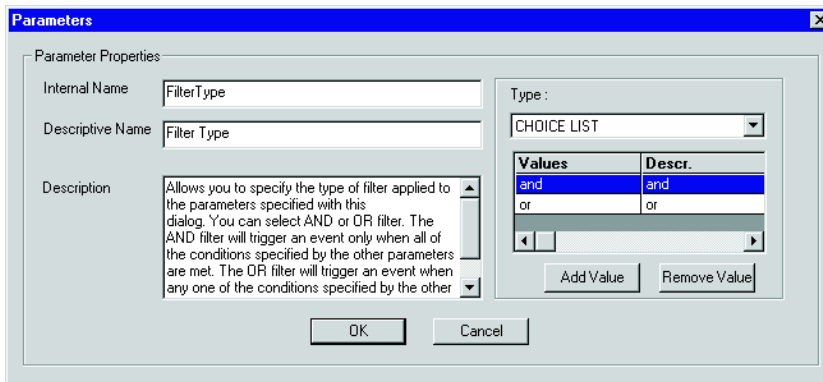 Parameters
Parameter Properties
Internal Name
FilterType
Descriptive Name
Filter Type
Description
Allows you to specify the type of filter applied to
the parameters specified with this
dialog. You can select AND or OR filter. The
AND filter will trigger an event only when all of
the conditions specified by the other parameters
are met. The OR filter will trigger an event when
any one of the conditions specified by the other
Type :
CHOICE LIST
Values Descr.
and and
or or
Add Value Remove Value
OK Cancel